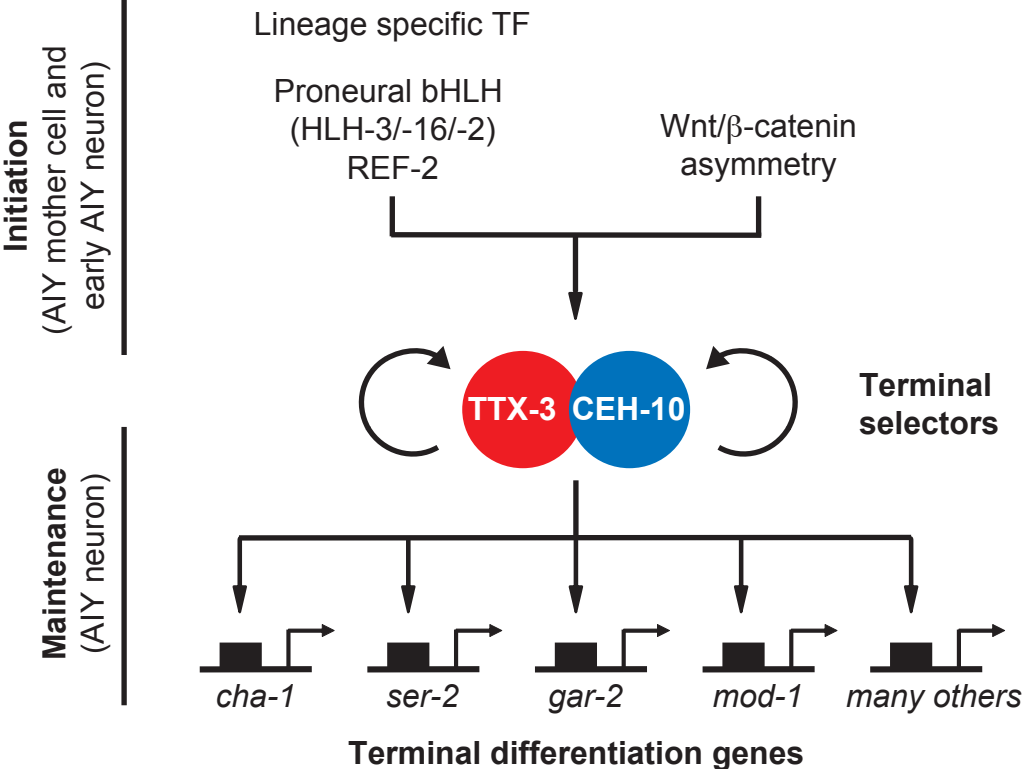 Lineage specific TF
Proneural bHLH
(HLH-3/-16/-2)
REF-2
Wnt/β-catenin
asymmetry
Initiation
(AIY mother cell and
early AIY neuron)
TTX-3
CEH-10
Terminal
selectors
Maintenance
(AIY neuron)
cha-1
ser-2
gar-2
mod-1
many others
Terminal differentiation genes